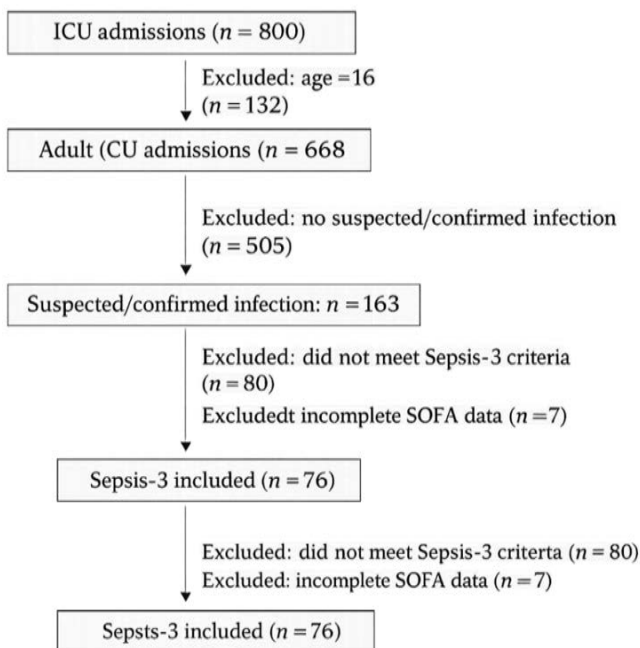 ICU admissions (n = 800)
Excluded: age =16
(n = 132)
Adult (CU admissions (n = 668
Excluded: no suspected/confirmed infection
(n = 505)
Suspected/confirmed infection: n = 163
Excluded: did not meet Sepsis-3 criteria
(n = 80)
Excludedt incomplete SOFA data (n =7)
Sepsis-3 included (n = 76)
Excluded: did not meet Sepsis-3 criterta (n = 80)
Excluded: incomplete SOFA data (n =7)
Sepsts-3 included (n = 76)